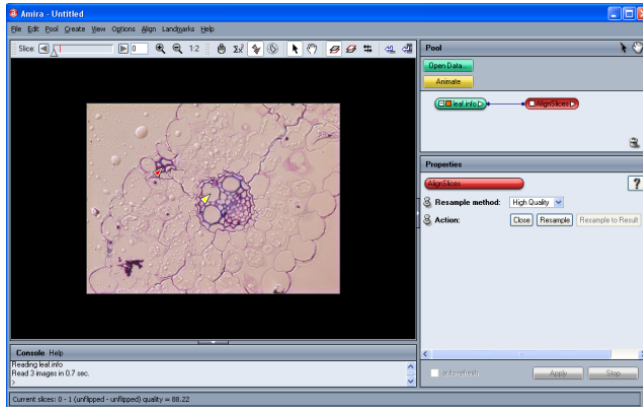 Amira - Untitled
File Edit Pool Create View Options Align Landmarks Help
Slice: 0 1:2
Pool
Open Data...
Animate
leaf.info AlignSlices
Properties
AlignSlices ?
Resample method: High Quality
Action: Close Resample Resample to Result
Console Help
Reading leaf.info
Read 3 images in 0.7 sec.
>
auto-refresh Apply Stop
Current slices: 0 - 1 (unflipped - unflipped) quality = 88.22